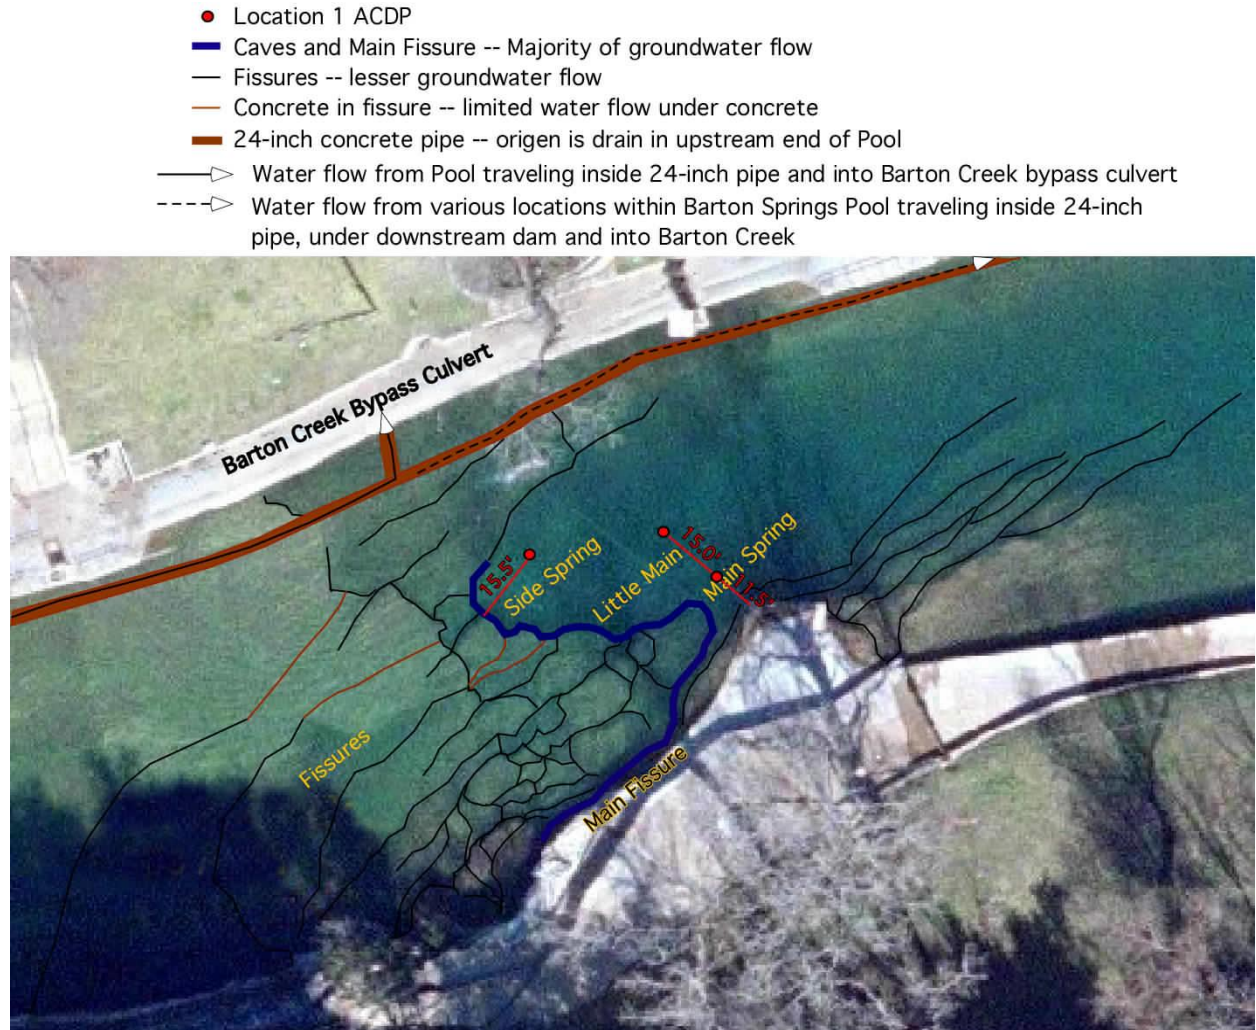 Location 1 ACDP
Caves and Main Fissure -- Majority of groundwater flow
Fissures -- lesser groundwater flow
Concrete in fissure -- limited water flow under concrete
24-inch concrete pipe -- origen is drain in upstream end of Pool
Water flow from Pool traveling inside 24-inch pipe and into Barton Creek bypass culvert
Water flow from various locations within Barton Springs Pool traveling inside 24-inch
pipe, under downstream dam and into Barton Creek
Barton Creek Bypass Culvert
15.5'
Side Spring
Little Main
15.0'
Main Spring
11.5'
Fissures
Main Fissure